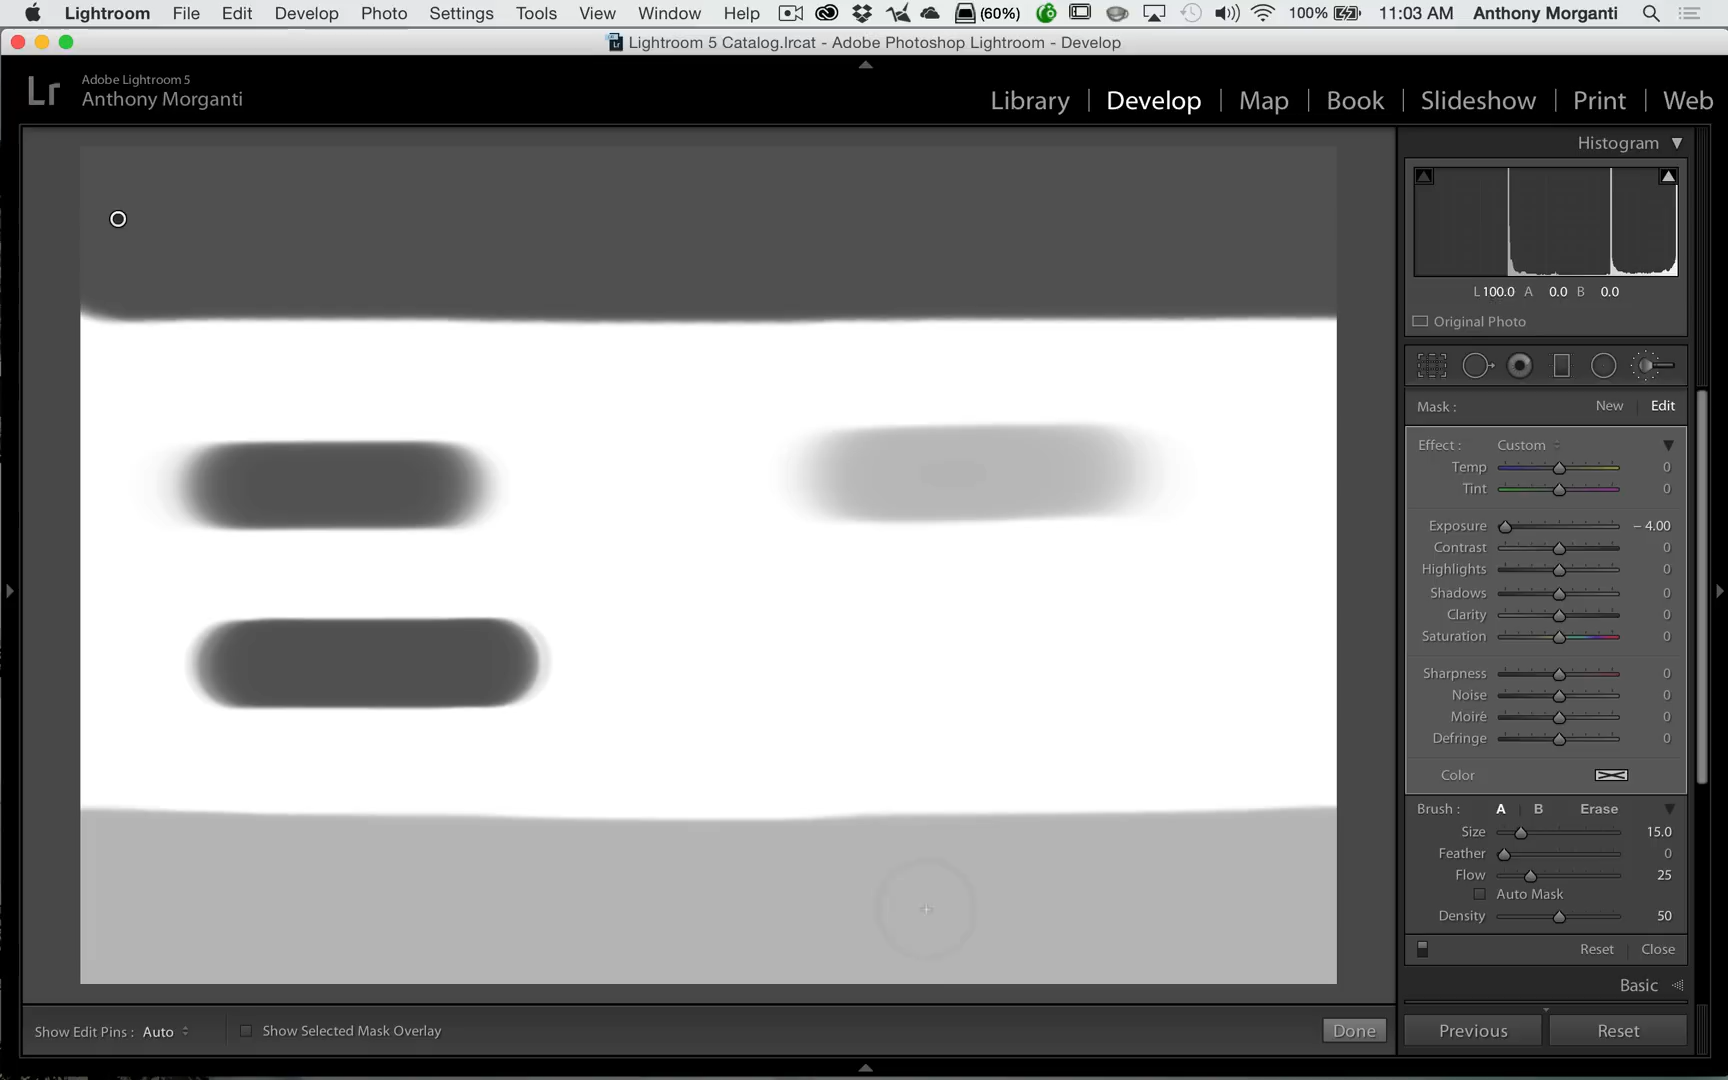 Lightroom File Edit Develop Photo Settings Tools View Window Help (60%) 100% 11:03 AM Anthony Morganti
Lightroom 5 Catalog.lrcat - Adobe Photoshop Lightroom - Develop
Lr Adobe Lightroom 5
Anthony Morganti
Library | Develop | Map | Book | Slideshow | Print | Web
Histogram
L 100.0 A 0.0 B 0.0
Original Photo
Mask : New Edit
Effect : Custom
Temp 0
Tint 0
Exposure – 4.00
Contrast 0
Highlights 0
Shadows 0
Clarity 0
Saturation 0
Sharpness 0
Noise 0
Moiré 0
Defringe 0
Color
Brush : A | B Erase
Size 15.0
Feather 0
Flow 25
Auto Mask
Density 50
Reset Close
Basic
Show Edit Pins : Auto Show Selected Mask Overlay Done Previous Reset